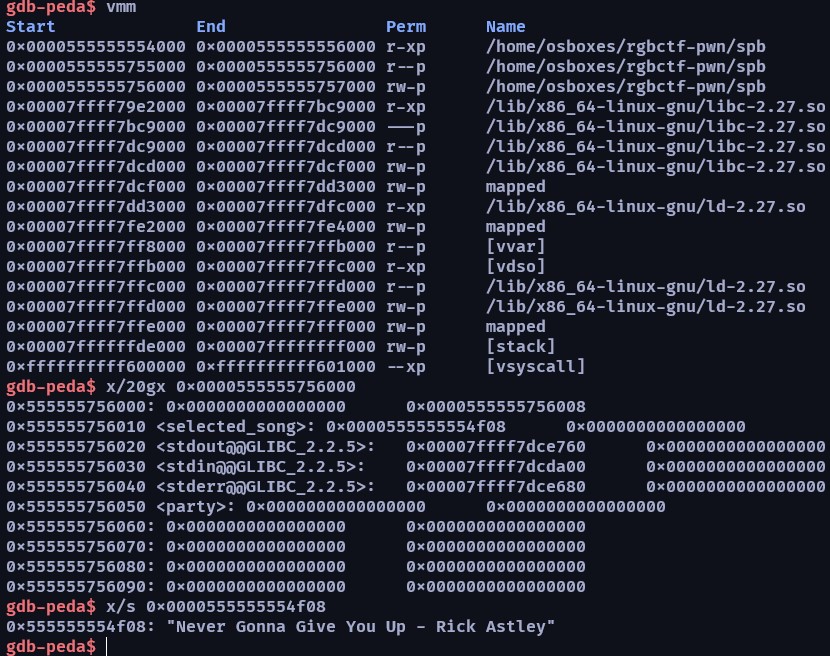 gdb-peda$ vmm
Start End Perm Name
0x0000555555554000 0x0000555555556000 r-xp /home/osboxes/rgbctf-pwn/spb
0x0000555555755000 0x0000555555756000 r--p /home/osboxes/rgbctf-pwn/spb
0x0000555555756000 0x0000555555757000 rw-p /home/osboxes/rgbctf-pwn/spb
0x00007ffff79e2000 0x00007ffff7bc9000 r-xp /lib/x86_64-linux-gnu/libc-2.27.so
0x00007ffff7bc9000 0x00007ffff7dc9000 ---p /lib/x86_64-linux-gnu/libc-2.27.so
0x00007ffff7dc9000 0x00007ffff7dcd000 r--p /lib/x86_64-linux-gnu/libc-2.27.so
0x00007ffff7dcd000 0x00007ffff7dcf000 rw-p /lib/x86_64-linux-gnu/libc-2.27.so
0x00007ffff7dcf000 0x00007ffff7dd3000 rw-p mapped
0x00007ffff7dd3000 0x00007ffff7dfc000 r-xp /lib/x86_64-linux-gnu/ld-2.27.so
0x00007ffff7fe2000 0x00007ffff7fe4000 rw-p mapped
0x00007ffff7ff8000 0x00007ffff7ffb000 r--p [vvar]
0x00007ffff7ffb000 0x00007ffff7ffc000 r-xp [vdso]
0x00007ffff7ffc000 0x00007ffff7ffd000 r--p /lib/x86_64-linux-gnu/ld-2.27.so
0x00007ffff7ffd000 0x00007ffff7ffe000 rw-p /lib/x86_64-linux-gnu/ld-2.27.so
0x00007ffff7ffe000 0x00007ffff7fff000 rw-p mapped
0x00007ffffffde000 0x00007ffffffff000 rw-p [stack]
0xffffffffff600000 0xffffffffff601000 --xp [vsyscall]
gdb-peda$ x/20gx 0x0000555555756000
0x555555756000: 0x0000000000000000 0x0000555555756008
0x555555756010 <selected_song>: 0x0000555555554f08 0x0000000000000000
0x555555756020 <stdout@@GLIBC_2.2.5>: 0x00007ffff7dce760 0x0000000000000000
0x555555756030 <stdin@@GLIBC_2.2.5>: 0x00007ffff7dcda00 0x0000000000000000
0x555555756040 <stderr@@GLIBC_2.2.5>: 0x00007ffff7dce680 0x0000000000000000
0x555555756050 <party>: 0x0000000000000000 0x0000000000000000
0x555555756060: 0x0000000000000000 0x0000000000000000
0x555555756070: 0x0000000000000000 0x0000000000000000
0x555555756080: 0x0000000000000000 0x0000000000000000
0x555555756090: 0x0000000000000000 0x0000000000000000
gdb-peda$ x/s 0x0000555555554f08
0x555555554f08: "Never Gonna Give You Up - Rick Astley"
gdb-peda$